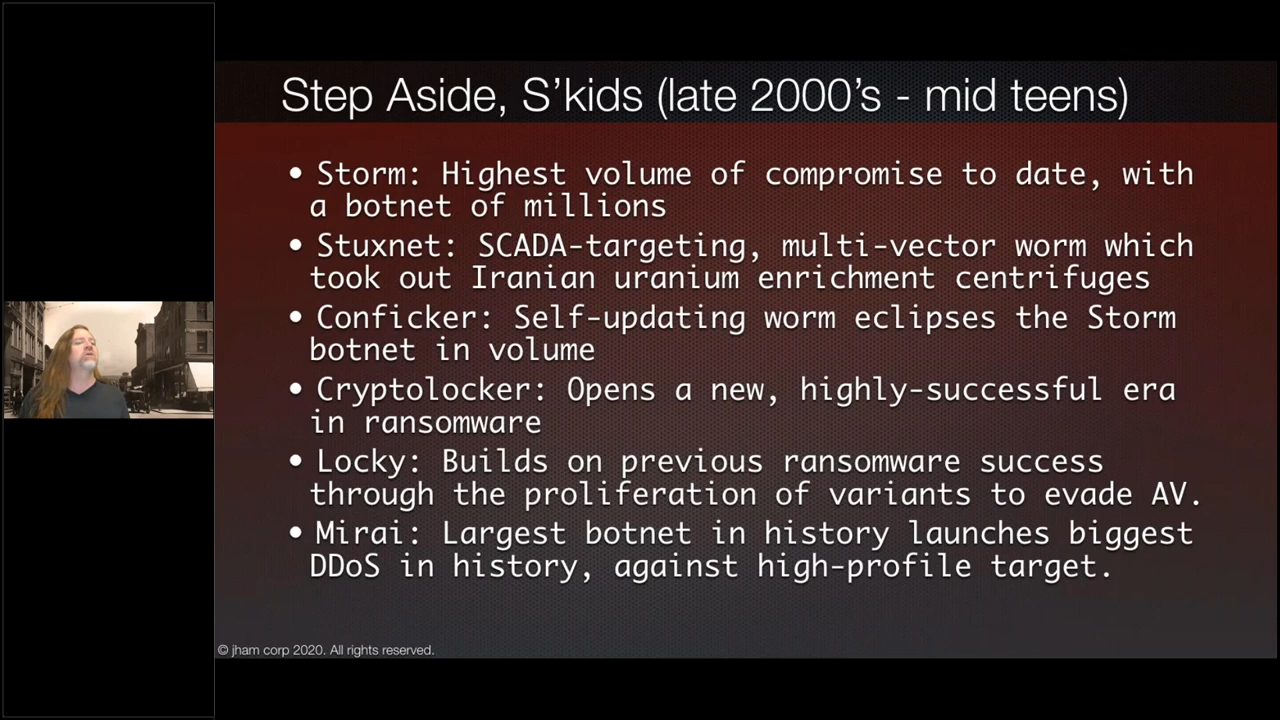 Step Aside, S'kids (late 2000's - mid teens)
• Storm: Highest volume of compromise to date, with
a botnet of millions
• Stuxnet: SCADA-targeting, multi-vector worm which
took out Iranian uranium enrichment centrifuges
• Conficker: Self-updating worm eclipses the Storm
botnet in volume
• Cryptolocker: Opens a new, highly-successful era
in ransomware
• Locky: Builds on previous ransomware success
through the proliferation of variants to evade AV.
• Mirai: Largest botnet in history launches biggest
DDoS in history, against high-profile target.
© jham corp 2020. All rights reserved.